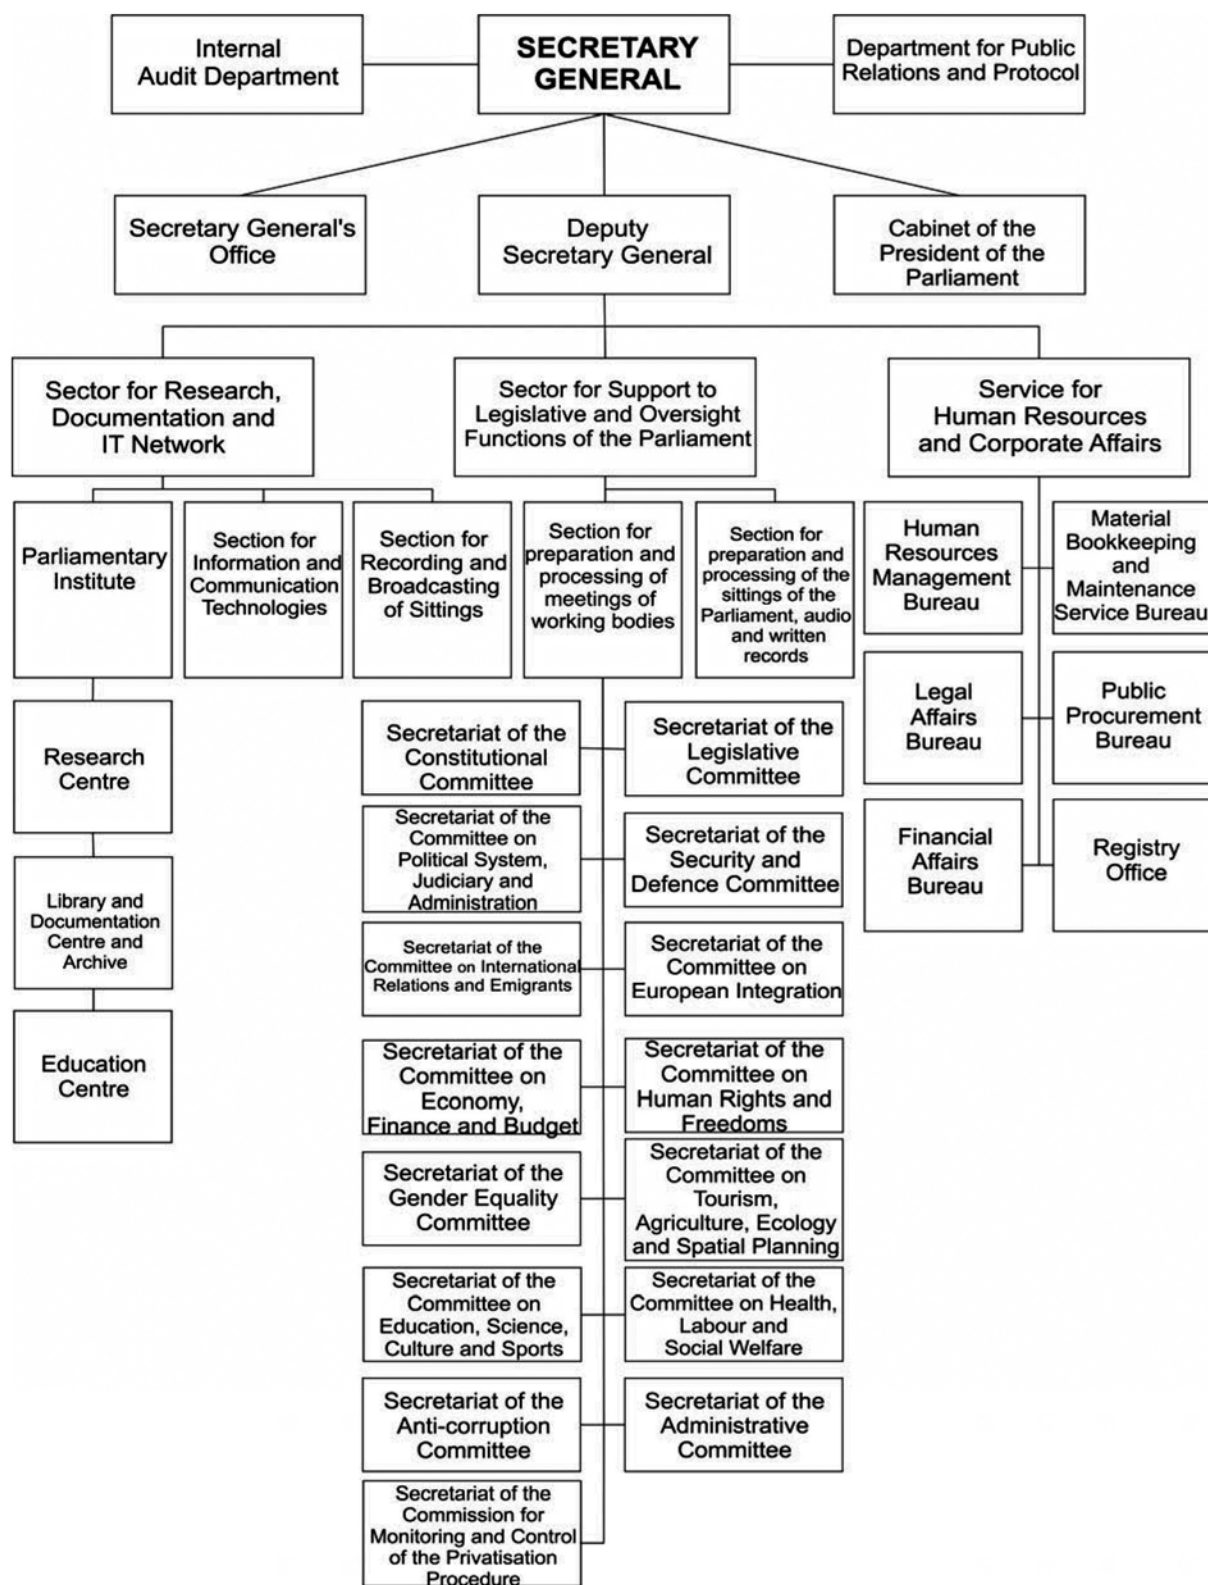 Internal
Audit Department
SECRETARY
GENERAL
Department for Public
Relations and Protocol
Secretary General's
Office
Deputy
Secretary General
Cabinet of the
President of the
Parliament
Sector for Research,
Documentation and
IT Network
Sector for Support to
Legislative and Oversight
Functions of the Parliament
Service for
Human Resources
and Corporate Affairs
Parliamentary
Institute
Section for
Information and
Communication
Technologies
Section for
Recording and
Broadcasting
of Sittings
Section for
preparation and
processing of
meetings of
working bodies
Section for
preparation and
processing of the
sittings of the
Parliament, audio
and written
records
Human
Resources
Management
Bureau
Material
Bookkeeping
and
Maintenance
Service Bureau
Research
Centre
Library and
Documentation
Centre and
Archive
Education
Centre
Secretariat of the
Constitutional
Committee
Secretariat of the
Legislative
Committee
Secretariat of the
Committee on
Political System,
Judiciary and
Administration
Secretariat of the
Security and
Defence Committee
Secretariat of the
Committee on International
Relations and Emigrants
Secretariat of the
Committee on
European Integration
Secretariat of the
Committee on
Economy,
Finance and Budget
Secretariat of the
Committee on
Human Rights and
Freedoms
Secretariat of the
Gender Equality
Committee
Secretariat of the
Committee on
Tourism,
Agriculture, Ecology
and Spatial Planning
Secretariat of the
Committee on
Education, Science,
Culture and Sports
Secretariat of the
Committee on Health,
Labour and
Social Welfare
Secretariat of the
Anti-corruption
Committee
Secretariat of the
Administrative
Committee
Secretariat of the
Commission for
Monitoring and Control
of the Privatisation
Procedure
Legal
Affairs
Bureau
Public
Procurement
Bureau
Financial
Affairs
Bureau
Registry
Office